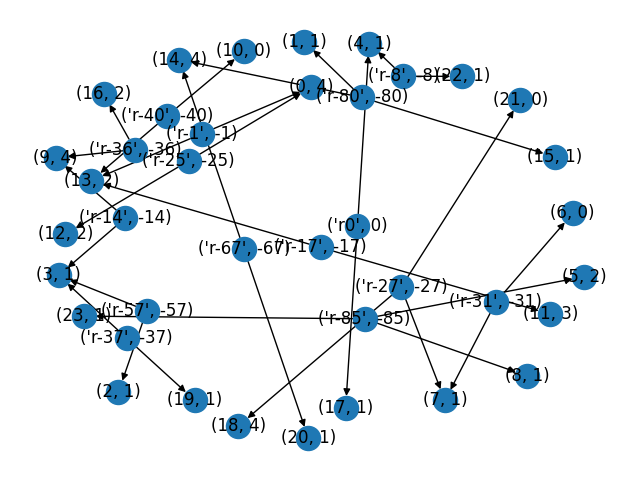 (1, 1)
(4, 1)
(10, 0)
(14, 4)
('r-8', -8)
(22, 1)
(0, 4)
(16, 2)
('r-80', -80)
(21, 0)
('r-40', -40)
('r-1', -1)
('r-36', -36)
(9, 4)
('r-25', -25)
(15, 1)
(13, 2)
('r-14', -14)
(6, 0)
('r0', 0)
(12, 2)
('r-67', -67)
('r-17', -17)
(3, 1)
(5, 2)
('r-27', -27)
('r-31', -31)
('r-57', -57)
(23, 1)
(11, 3)
('r-85', -85)
('r-37', -37)
(8, 1)
(2, 1)
(19, 1)
(7, 1)
(17, 1)
(18, 4)
(20, 1)